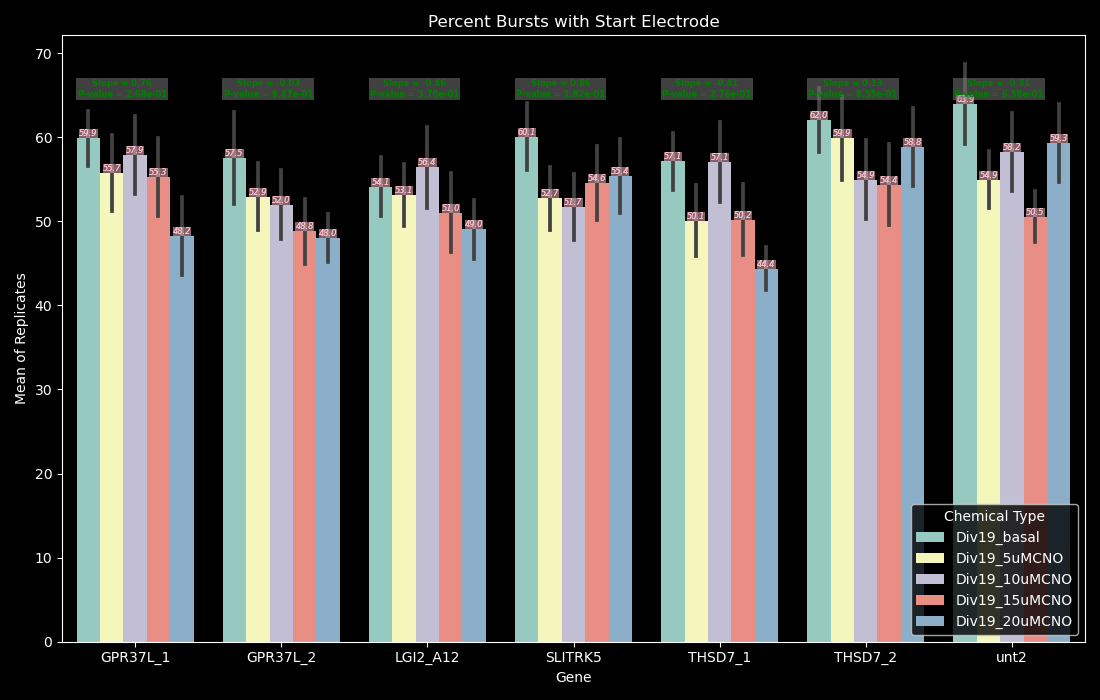 Percent Bursts with Start Electrode
70
60
50
40
30
20
10
0
Mean of Replicates
59.9
55.7
57.9
55.3
48.2
57.5
52.9
52.0
48.8
48.0
54.1
53.1
56.4
51.0
49.0
60.1
52.7
51.7
54.6
55.4
57.1
50.1
57.1
50.2
44.4
62.0
59.9
54.9
54.4
58.8
63.9
54.9
58.2
50.5
59.3
Chemical Type
Div19_basal
Div19_5uMCNO
Div19_10uMCNO
Div19_15uMCNO
Div19_20uMCNO
GPR37L_1
GPR37L_2
LGI2_A12
SLITRK5
THSD7_1
THSD7_2
unt2
Gene